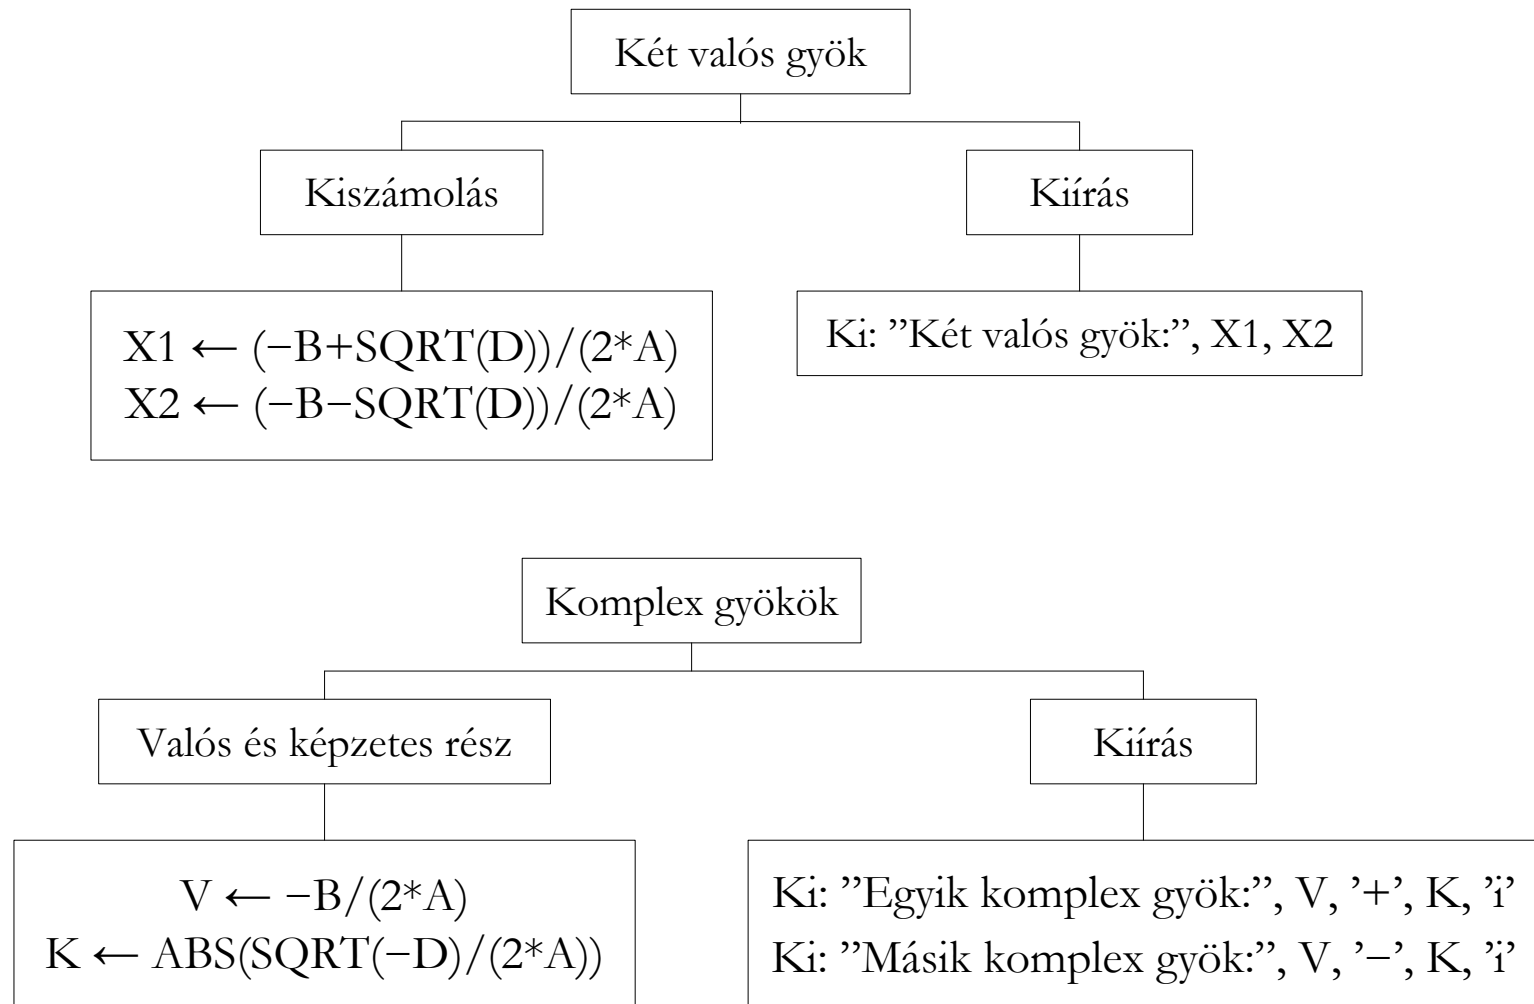 Két valós gyök
Kiszámolás
Kiírás
X1 ← (−B+SQRT(D))/(2*A)
X2 ← (−B−SQRT(D))/(2*A)
Ki: ”Két valós gyök:”, X1, X2
Komplex gyökök
Valós és képzetes rész
Kiírás
V ← −B/(2*A)
K ← ABS(SQRT(−D)/(2*A))
Ki: ”Egyik komplex gyök:”, V, ’+’, K, ’i’
Ki: ”Másik komplex gyök:”, V, ’−’, K, ’i’